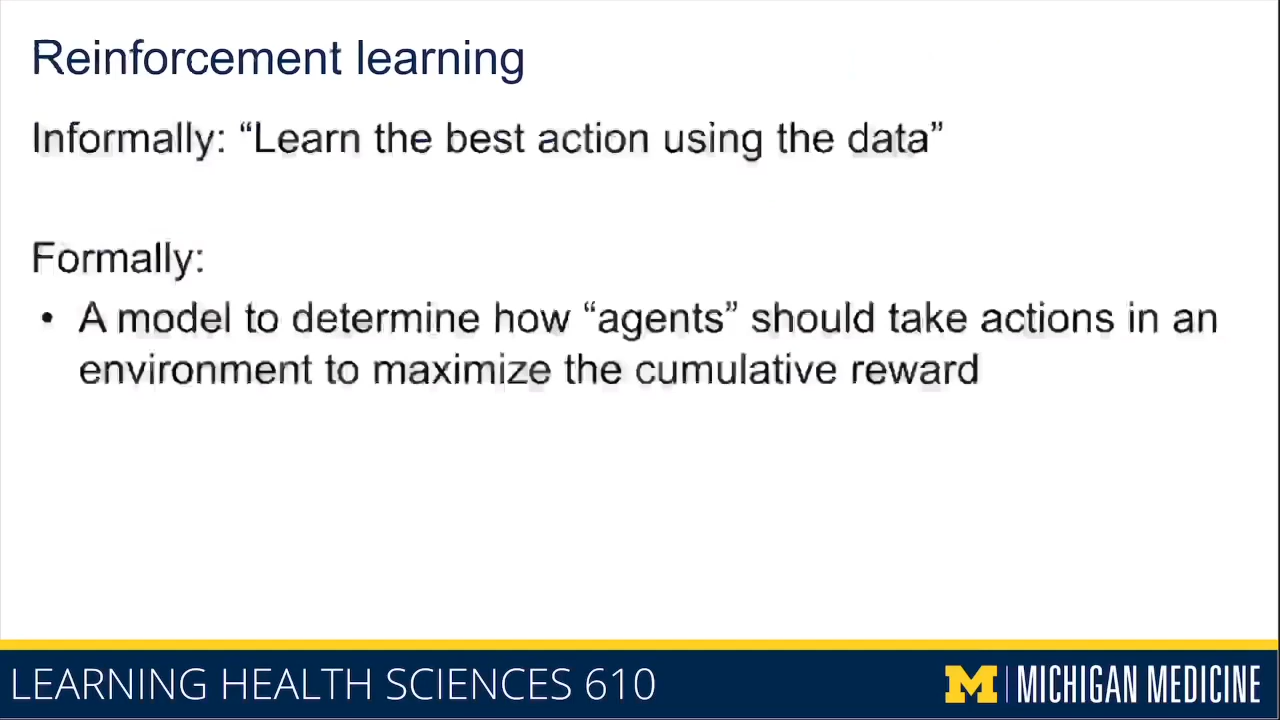 Reinforcement learning
Informally: “Learn the best action using the data”
Formally:
• A model to determine how “agents” should take actions in an
environment to maximize the cumulative reward
LEARNING HEALTH SCIENCES 610
M | MICHIGAN MEDICINE